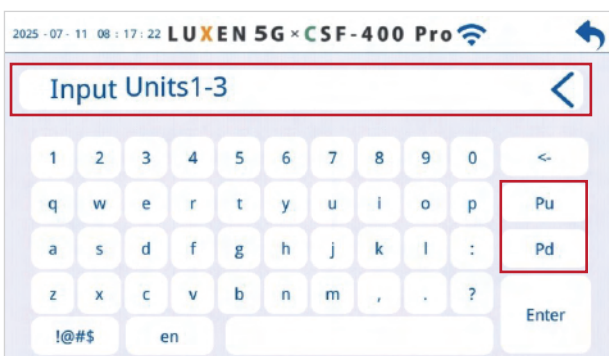 2025 - 07 - 11 08 : 17 : 22 LUXEN 5G × CSF-400 Pro
Input Units1-3 <
1 2 3 4 5 6 7 8 9 0 <-
q w e r t y u i o p Pu
a s d f g h j k l : Pd
z x c v b n m , . ? Enter
!@#$ en